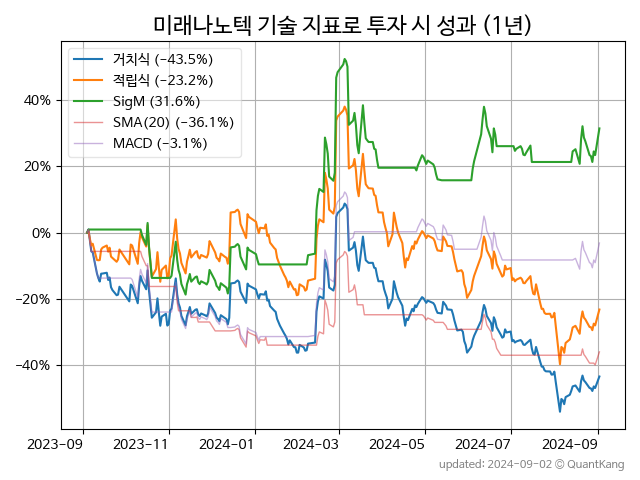 미래나노텍 기술 지표로 투자 시 성과 (1년)
거치식 (−43.5%)
적립식 (−23.2%)
SigM (31.6%)
SMA(20) (−36.1%)
MACD (−3.1%)
40%
20%
0%
−20%
−40%
2023−09 2023−11 2024−01 2024−03 2024−05 2024−07 2024−09
updated: 2024−09−02 © QuantKang